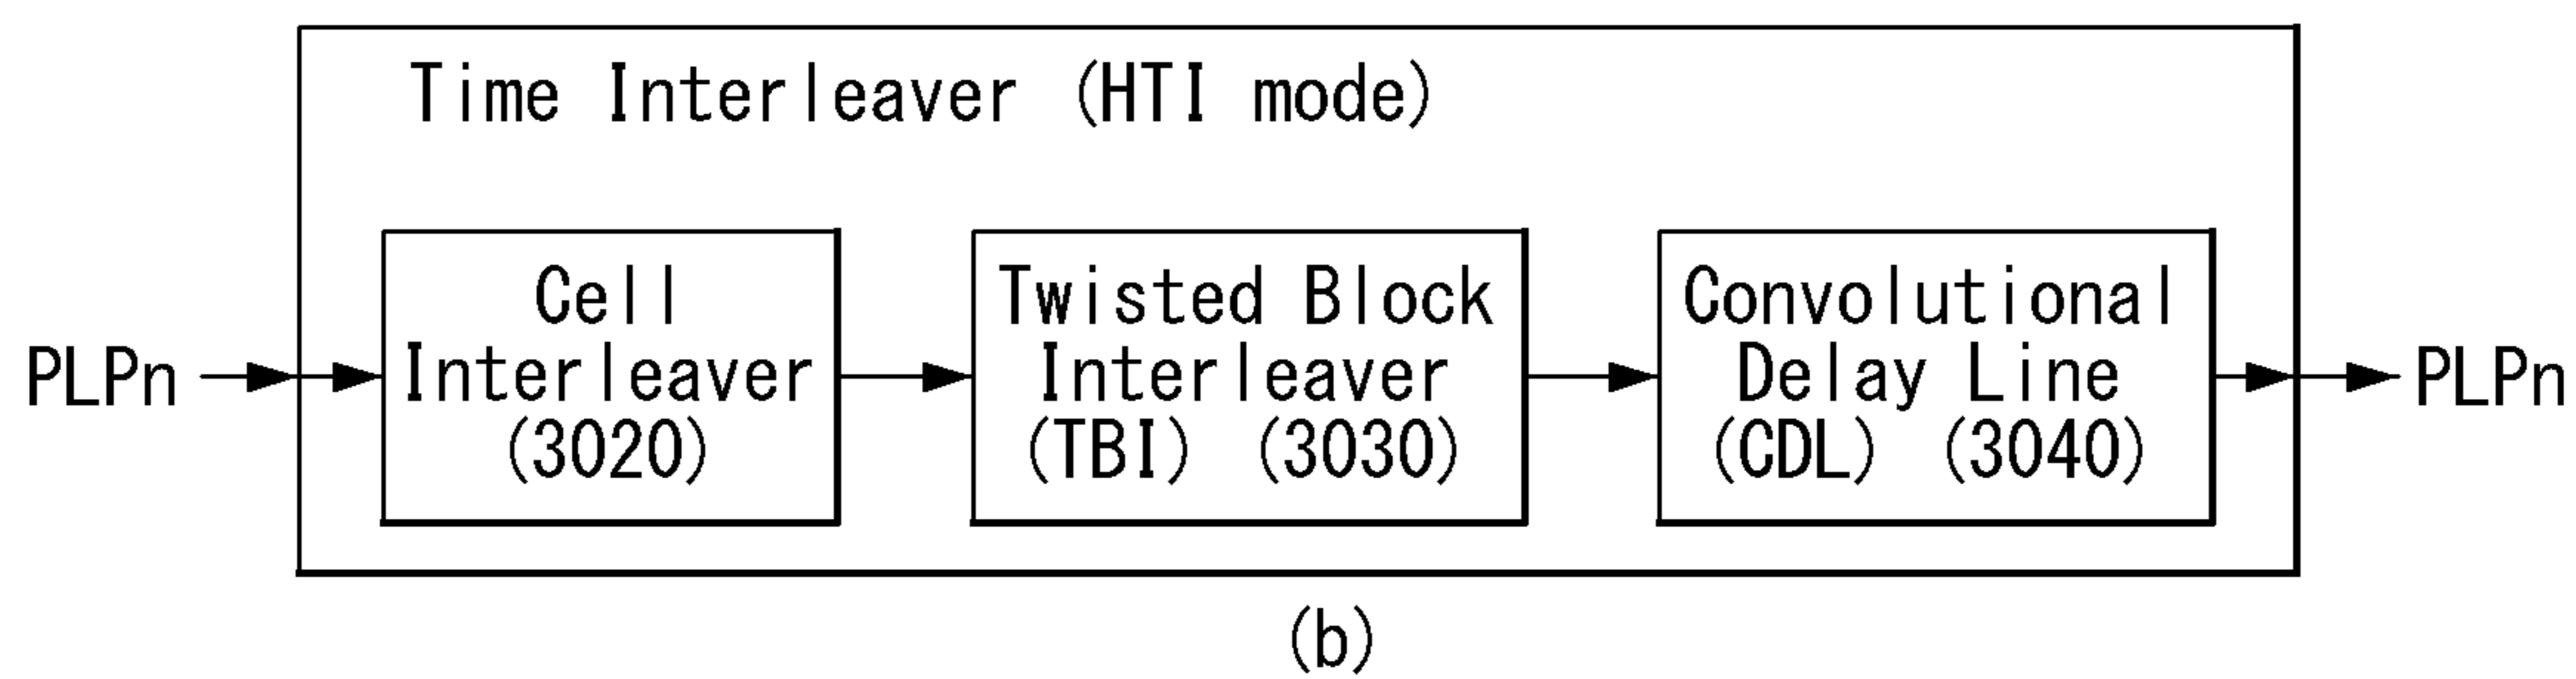 Time Interleaver (HTI mode)
PLPn
Cell
Interleaver
(3020)
Twisted Block
Interleaver
(TBI) (3030)
Convolutional
Delay Line
(CDL) (3040)
PLPn
(b)